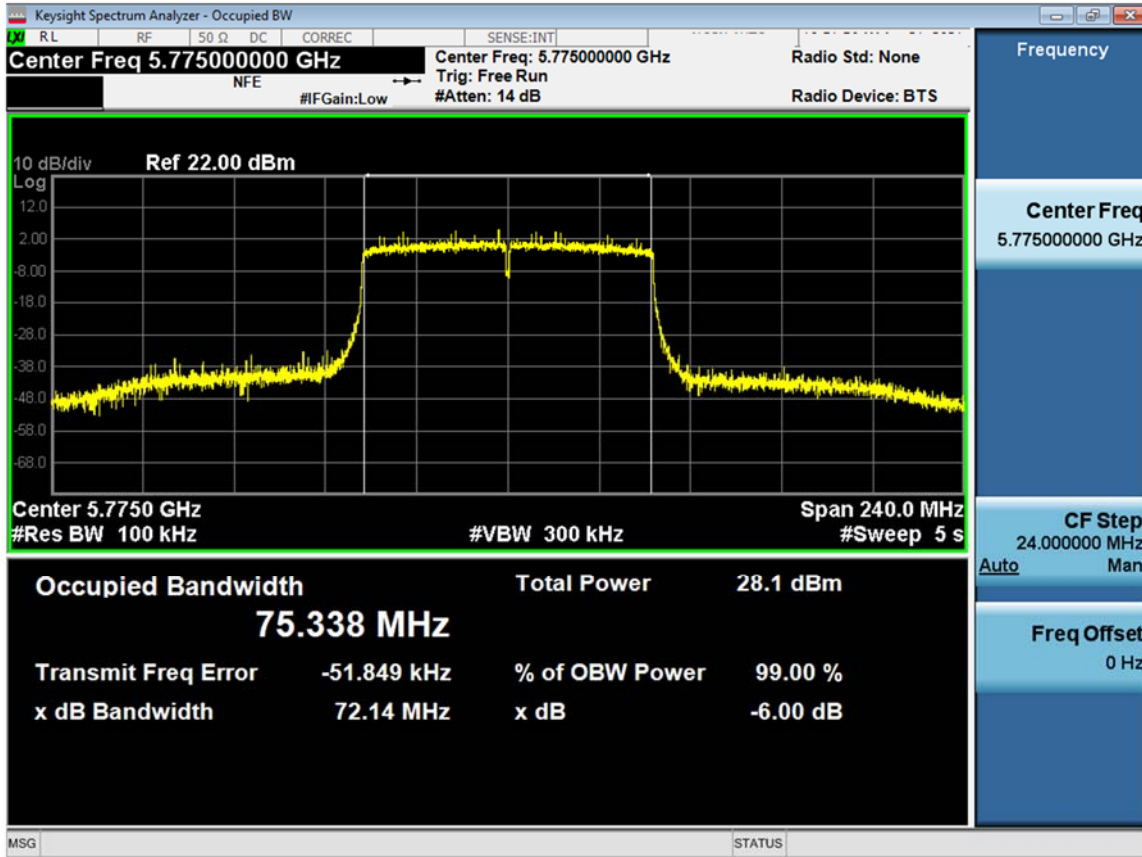 Keysight Spectrum Analyzer - Occupied BW
LXI RL RF 50 Ω DC CORREC SENSE:INT
Center Freq 5.775000000 GHz
NFE
#IFGain:Low
Center Freq: 5.775000000 GHz
Trig: Free Run
#Atten: 14 dB
Radio Std: None
Radio Device: BTS
10 dB/div Ref 22.00 dBm
Log
12.0
2.00
-8.00
-18.0
-28.0
-38.0
-48.0
-58.0
-68.0
Center 5.7750 GHz Span 240.0 MHz
#Res BW 100 kHz #VBW 300 kHz #Sweep 5 s
Occupied Bandwidth Total Power 28.1 dBm
75.338 MHz
Transmit Freq Error -51.849 kHz % of OBW Power 99.00 %
x dB Bandwidth 72.14 MHz x dB -6.00 dB
Frequency
Center Freq
5.775000000 GHz
CF Step
24.000000 MHz
Auto Man
Freq Offset
0 Hz
MSG STATUS